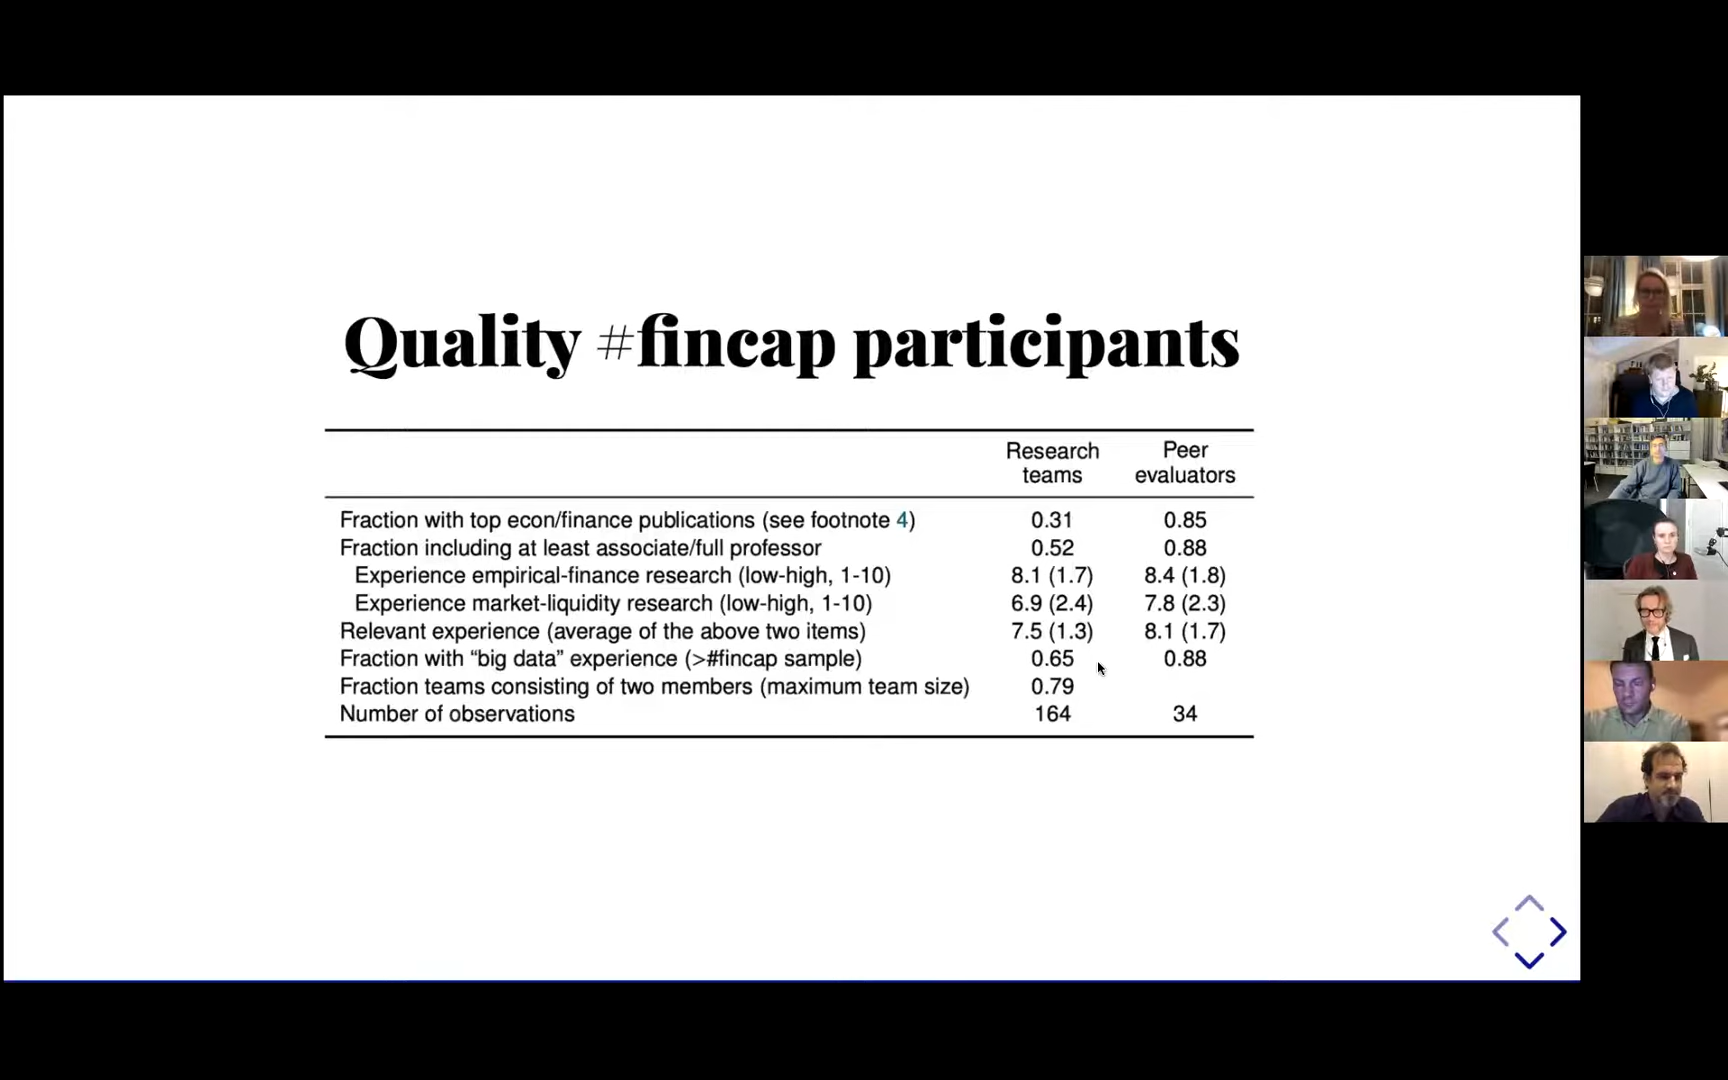 Quality #fincap participants
Research teams Peer evaluators
Fraction with top econ/finance publications (see footnote 4) 0.31 0.85
Fraction including at least associate/full professor 0.52 0.88
Experience empirical-finance research (low-high, 1-10) 8.1 (1.7) 8.4 (1.8)
Experience market-liquidity research (low-high, 1-10) 6.9 (2.4) 7.8 (2.3)
Relevant experience (average of the above two items) 7.5 (1.3) 8.1 (1.7)
Fraction with “big data” experience (>#fincap sample) 0.65 0.88
Fraction teams consisting of two members (maximum team size) 0.79
Number of observations 164 34